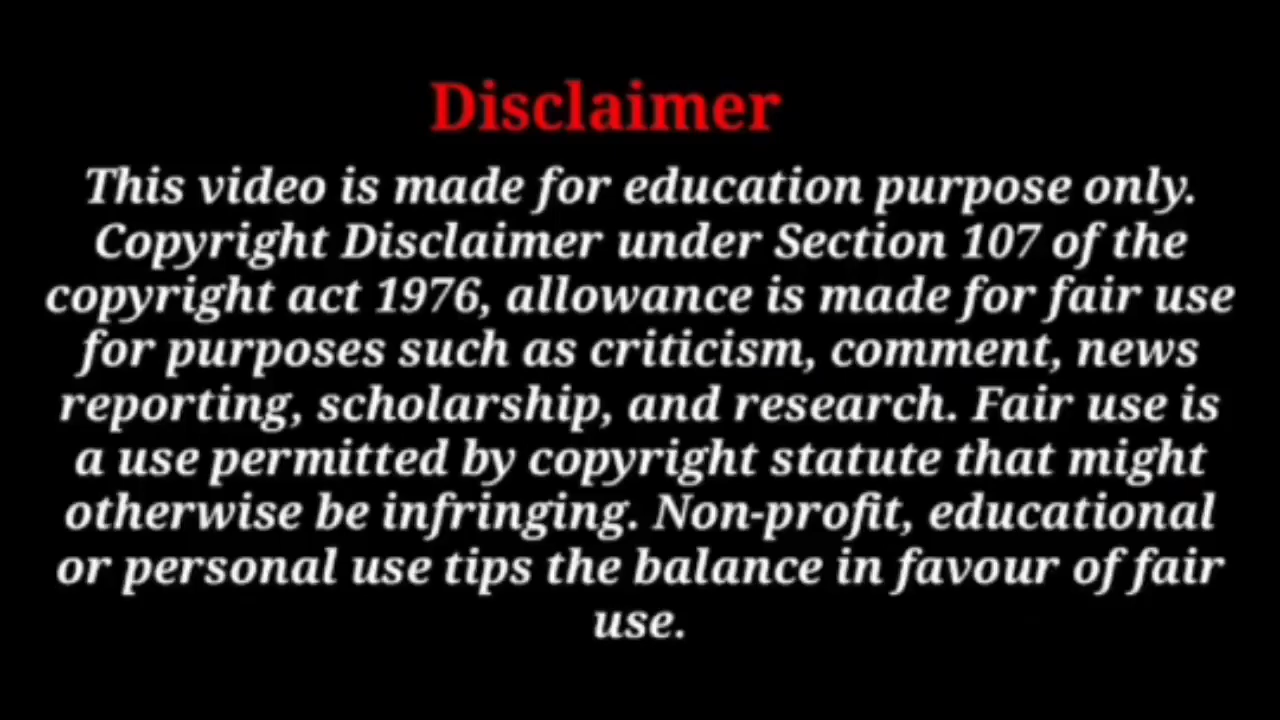 Disclaimer
This video is made for education purpose only.
Copyright Disclaimer under Section 107 of the
copyright act 1976, allowance is made for fair use
for purposes such as criticism, comment, news
reporting, scholarship, and research. Fair use is
a use permitted by copyright statute that might
otherwise be infringing. Non-profit, educational
or personal use tips the balance in favour of fair
use.